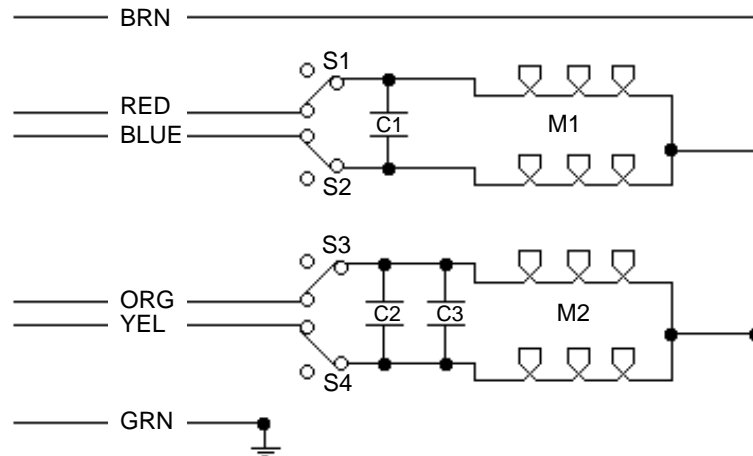 BRN
S1
RED
C1
M1
BLUE
S2
S3
ORG
C2 C3
M2
YEL
S4
GRN